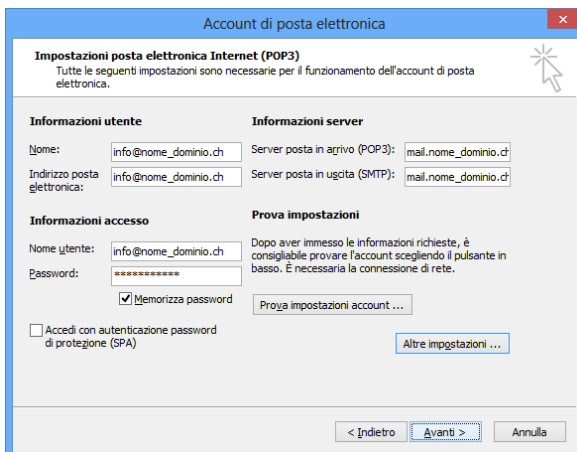 Account di posta elettronica
Impostazioni posta elettronica Internet (POP3)
Tutte le seguenti impostazioni sono necessarie per il funzionamento dell'account di posta
elettronica.
Informazioni utente
Nome: info@nome_dominio.ch
Indirizzo posta
elettronica: info@nome_dominio.ch
Informazioni accesso
Nome utente: info@nome_dominio.ch
Password: ***********
Memorizza password
Accedi con autenticazione password
di protezione (SPA)
Informazioni server
Server posta in arrivo (POP3): mail.nome_dominio.ch
Server posta in uscita (SMTP): mail.nome_dominio.ch
Prova impostazioni
Dopo aver immesso le informazioni richieste, è
consigliabile provare l'account scegliendo il pulsante in
basso. È necessaria la connessione di rete.
Prova impostazioni account ...
Altre impostazioni ...
< Indietro
Avanti >
Annulla